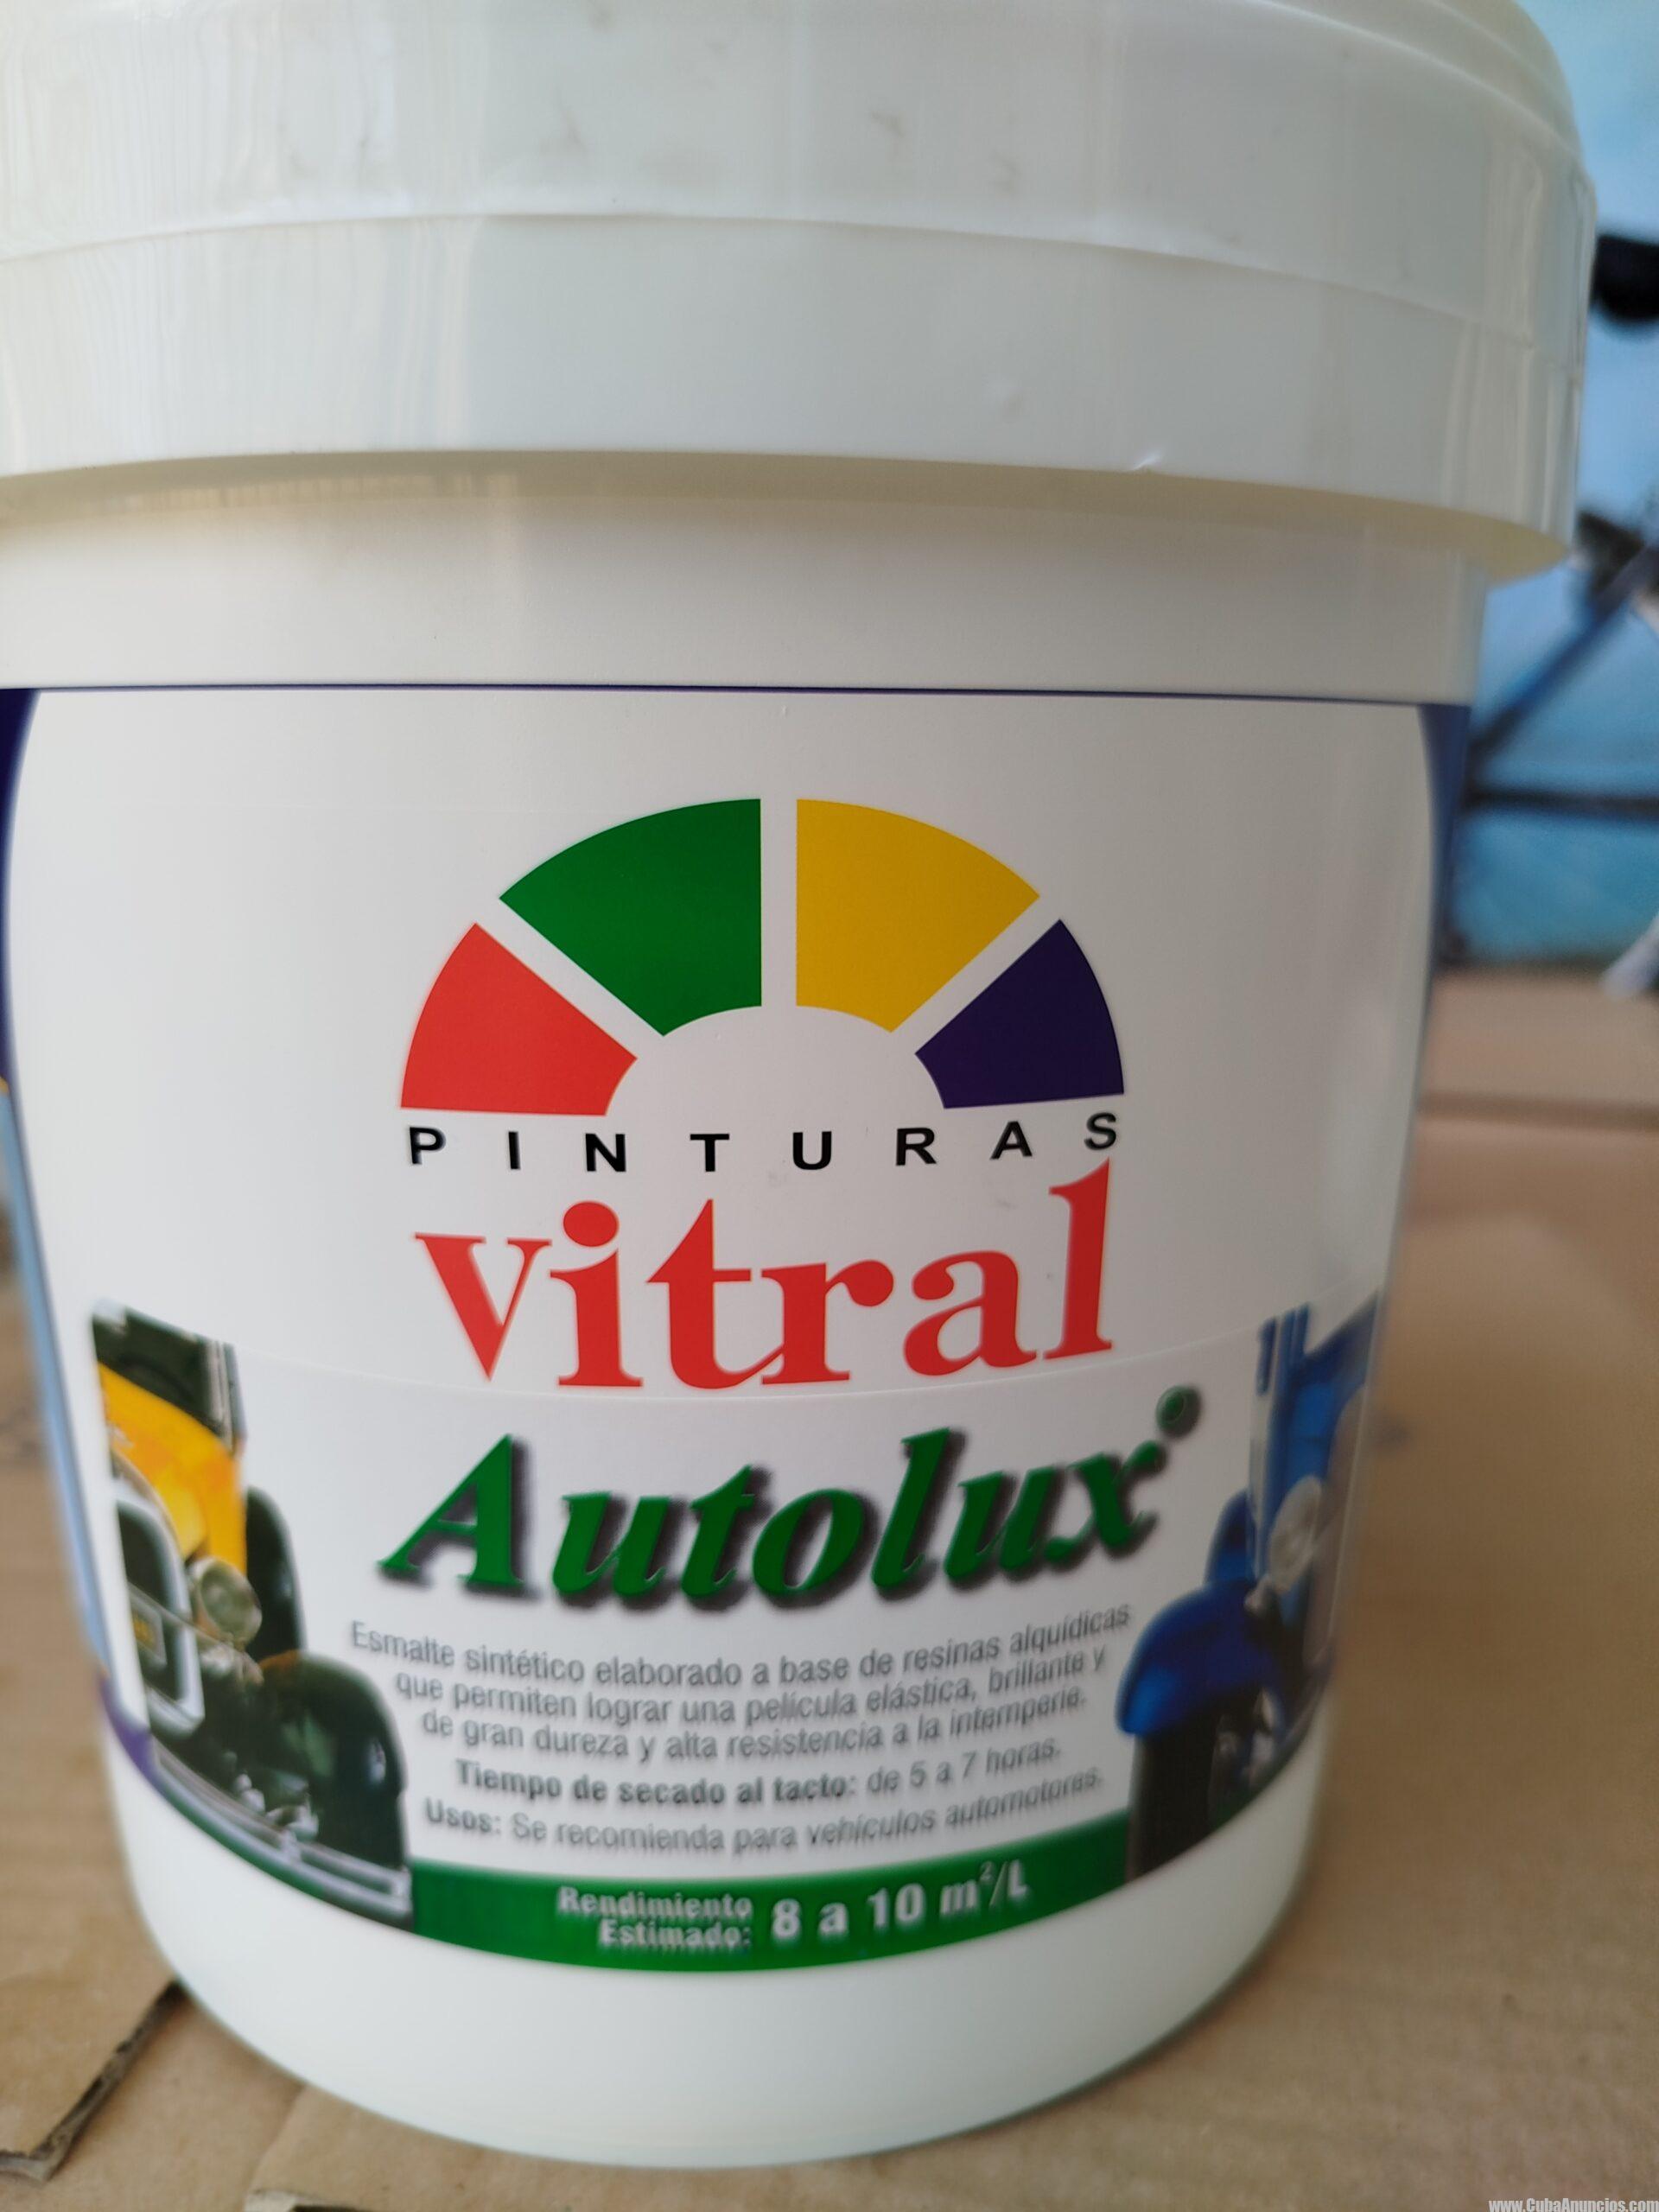 PINTURAS
vitral
Autolux
Esmalte sintético elaborado a base de resinas alquídicas
que permiten lograr una película elástica, brillante y
de gran dureza y alta resistencia a la intemperie.
Tiempo de secado al tacto: de 5 a 7 horas.
Usos: Se recomienda para vehículos automotores.
Rendimiento
Estimado: 8 a 10 m²/L
www.CubaAnuncios.com